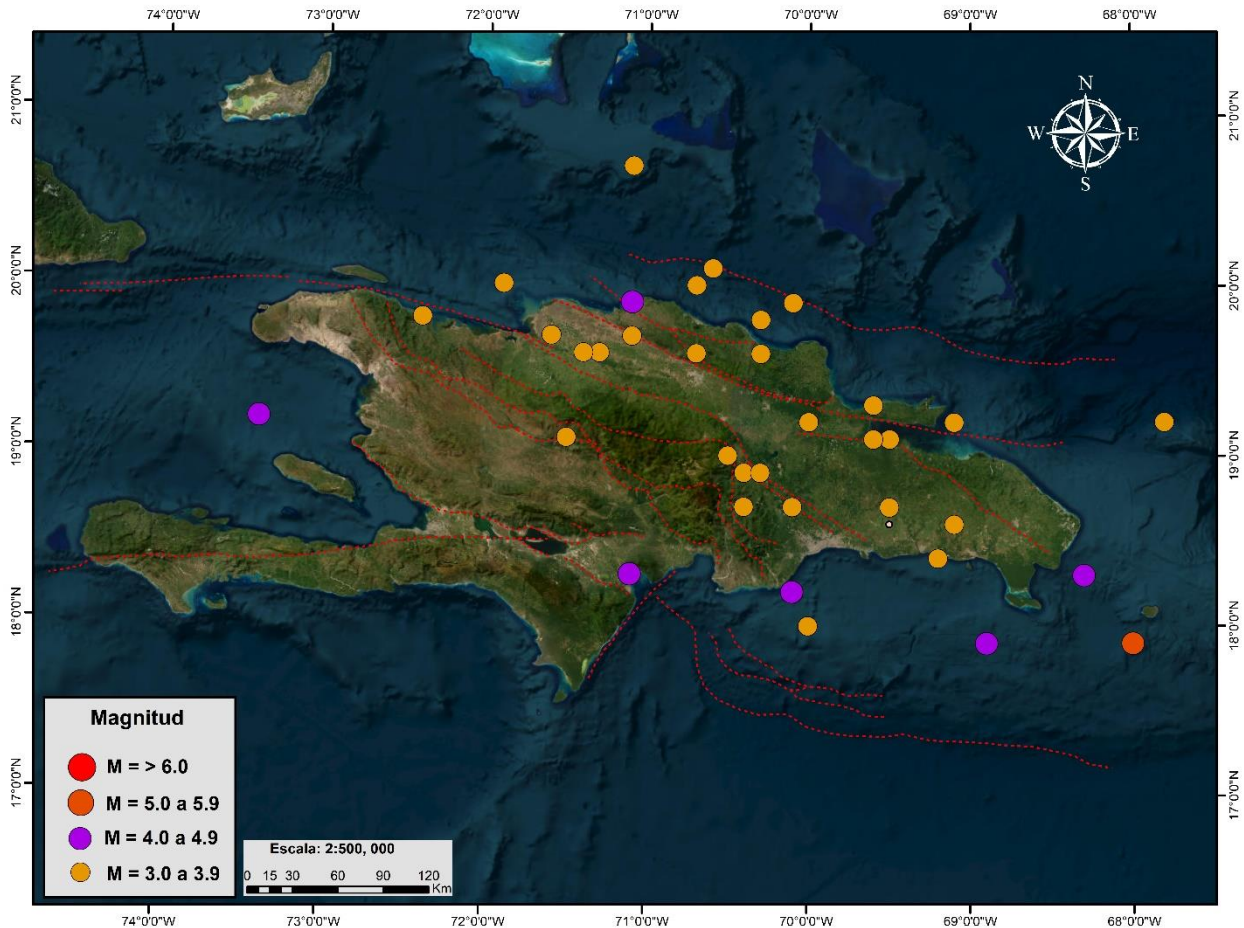 74°0'0"W 73°0'0"W 72°0'0"W 71°0'0"W 70°0'0"W 69°0'0"W 68°0'0"W
21°0'0"N
21°0'0"N
N
W E
S
20°0'0"N
20°0'0"N
19°0'0"N
19°0'0"N
18°0'0"N
18°0'0"N
17°0'0"N
17°0'0"N
Magnitud
M = > 6.0
M = 5.0 a 5.9
M = 4.0 a 4.9
M = 3.0 a 3.9
Escala: 2:500, 000
0 15 30 60 90 120
Km
74°0'0"W 73°0'0"W 72°0'0"W 71°0'0"W 70°0'0"W 69°0'0"W 68°0'0"W